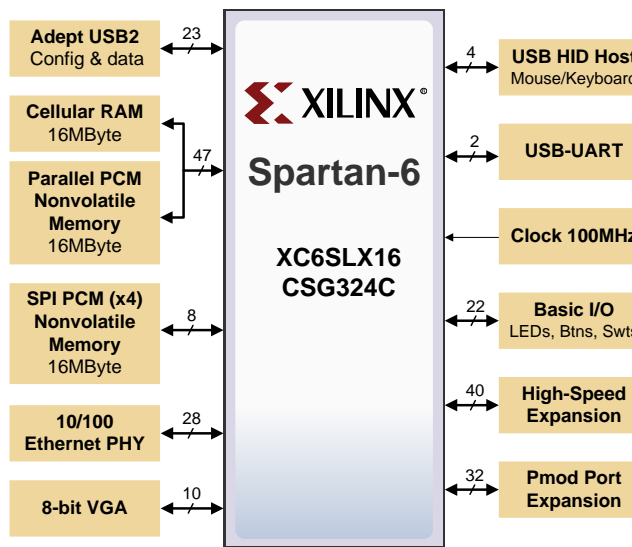 Adept USB2
Config & data
23
Cellular RAM
16MByte
47
Parallel PCM
Nonvolatile
Memory
16MByte
SPI PCM (x4)
Nonvolatile
Memory
16MByte
8
10/100
Ethernet PHY
28
8-bit VGA
10
XILINX®
Spartan-6
XC6SLX16
CSG324C
4
USB HID Host
Mouse/Keyboard
2
USB-UART
Clock 100MHz
22
Basic I/O
LEDs, Btns, Swts
40
High-Speed
Expansion
32
Pmod Port
Expansion